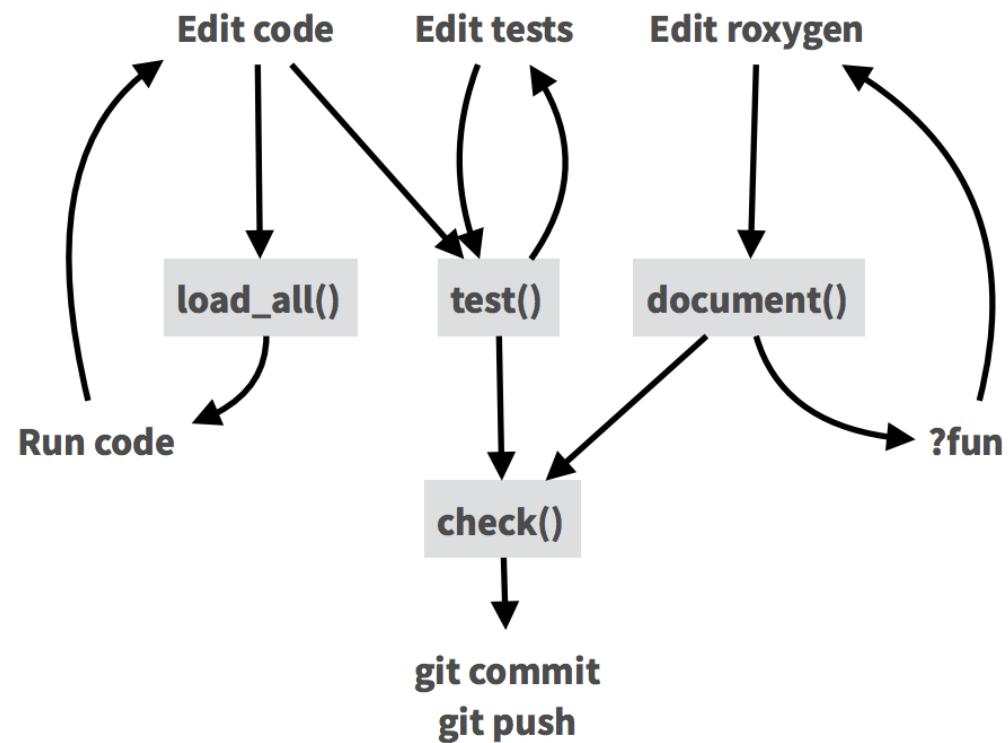 Edit code
Edit tests
Edit roxygen
load_all()
test()
document()
Run code
?fun
check()
git commit
git push